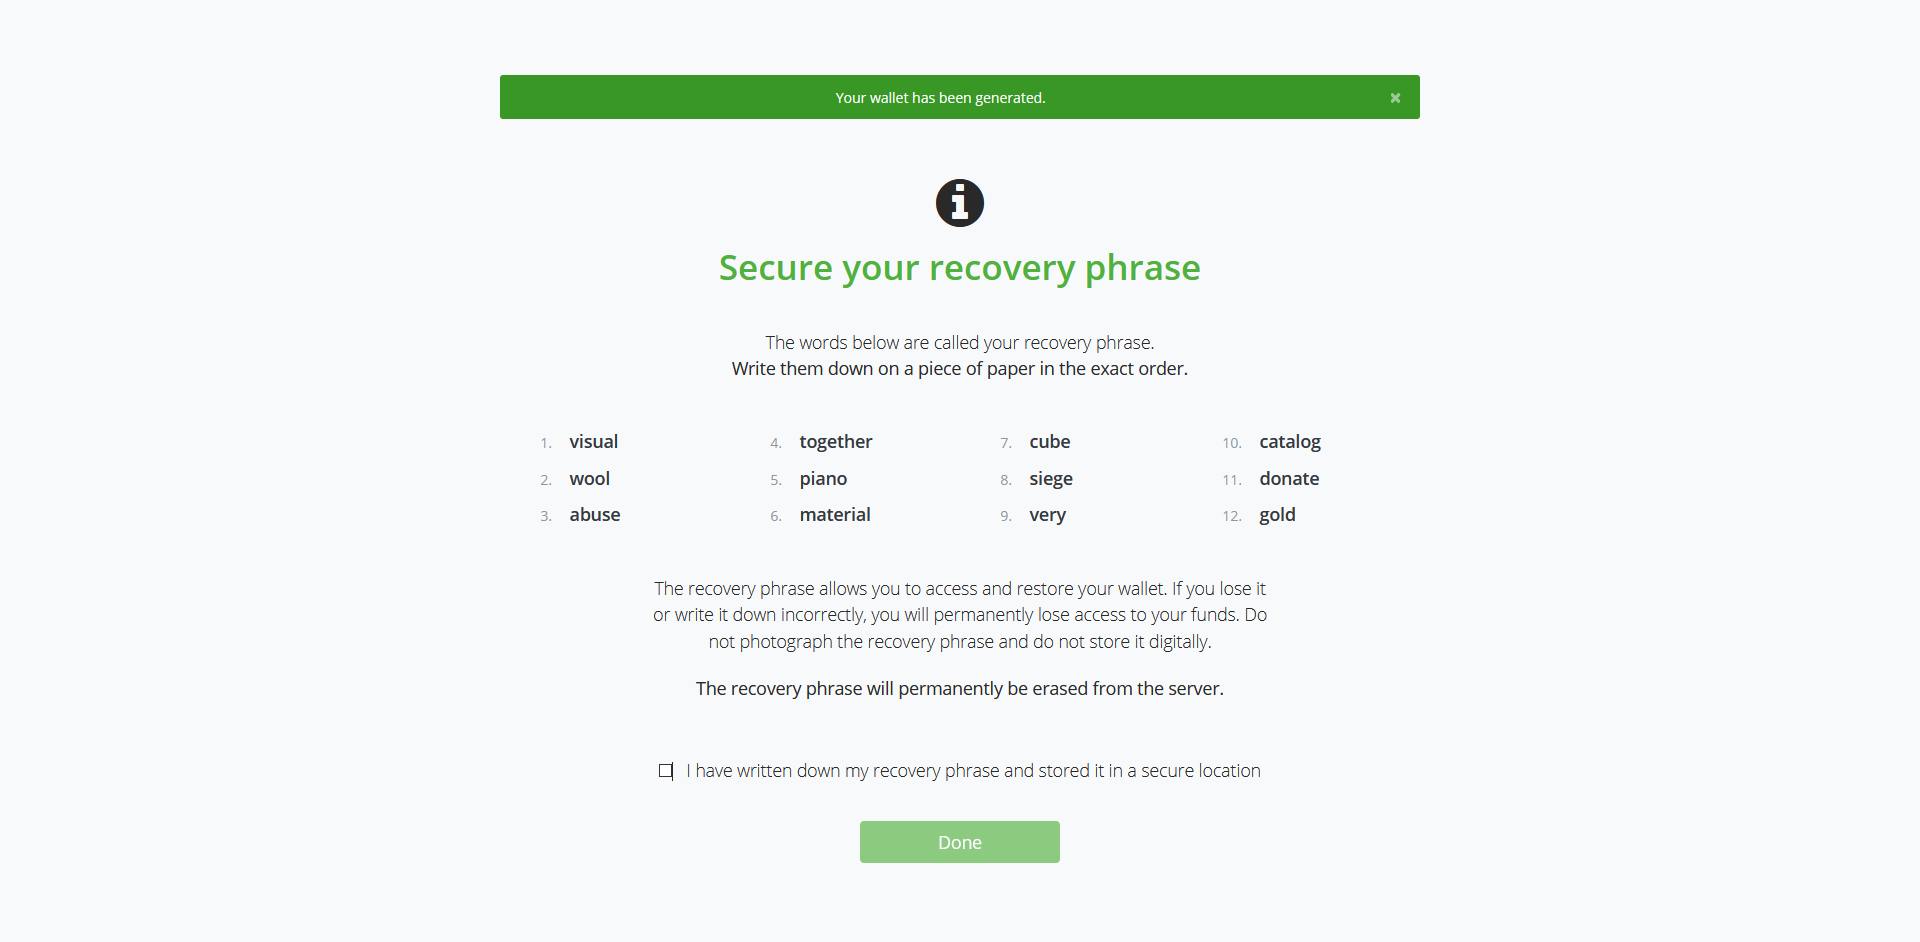 Your wallet has been generated.
Secure your recovery phrase
The words below are called your recovery phrase.
Write them down on a piece of paper in the exact order.
1. visual
2. wool
3. abuse
4. together
5. piano
6. material
7. cube
8. siege
9. very
10. catalog
11. donate
12. gold
The recovery phrase allows you to access and restore your wallet. If you lose it
or write it down incorrectly, you will permanently lose access to your funds. Do
not photograph the recovery phrase and do not store it digitally.
The recovery phrase will permanently be erased from the server.
I have written down my recovery phrase and stored it in a secure location
Done